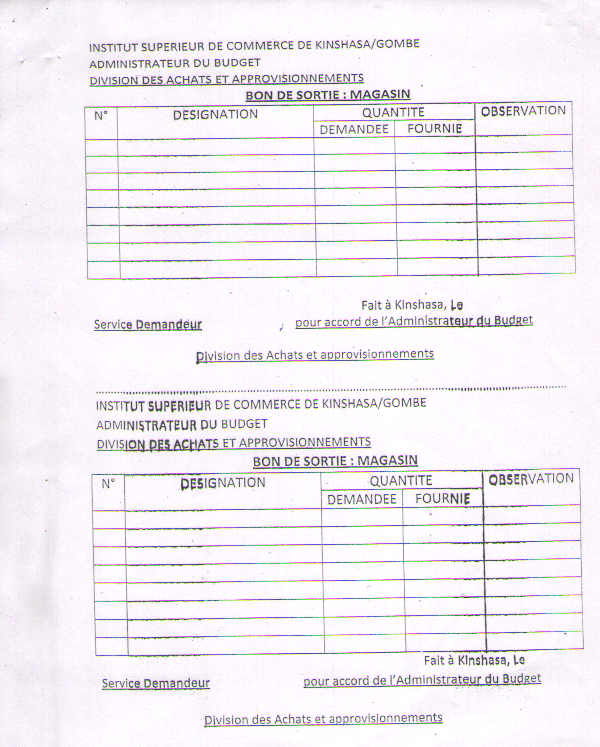 INSTITUT SUPERIEUR DE COMMERCE DE KINSHASA/GOMBE
ADMINISTRATEUR DU BUDGET
DIVISION DES ACHATS ET APPROVISIONNEMENTS
BON DE SORTIE : MAGASIN
N° DESIGNATION QUANTITE OBSERVATION
DEMANDEE FOURNIE
Fait à Kinshasa, Le
Service Demandeur pour accord de l'Administrateur du Budget
Division des Achats et approvisionnements
INSTITUT SUPERIEUR DE COMMERCE DE KINSHASA/GOMBE
ADMINISTRATEUR DU BUDGET
DIVISION DES ACHATS ET APPROVISIONNEMENTS
BON DE SORTIE : MAGASIN
N° DESIGNATION QUANTITE OBSERVATION
DEMANDEE FOURNIE
Fait à Kinshasa, Le
Service Demandeur pour accord de l'Administrateur du Budget
Division des Achats et approvisionnements